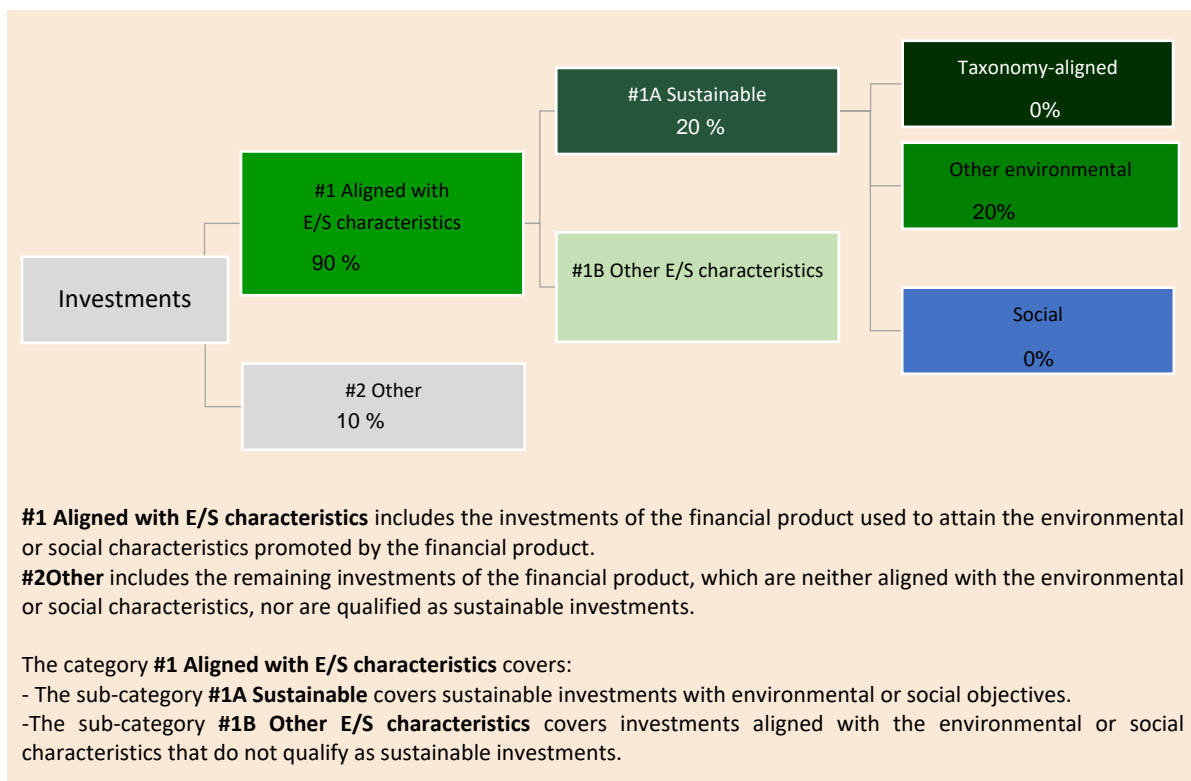 Investments
#1 Aligned with
E/S characteristics
90 %
#2 Other
10 %
#1A Sustainable
20 %
#1B Other E/S characteristics
Taxonomy-aligned
0%
Other environmental
20%
Social
0%
#1 Aligned with E/S characteristics includes the investments of the financial product used to attain the environmental
or social characteristics promoted by the financial product.
#2Other includes the remaining investments of the financial product, which are neither aligned with the environmental
or social characteristics, nor are qualified as sustainable investments.
The category #1 Aligned with E/S characteristics covers:
- The sub-category #1A Sustainable covers sustainable investments with environmental or social objectives.
-The sub-category #1B Other E/S characteristics covers investments aligned with the environmental or social
characteristics that do not qualify as sustainable investments.